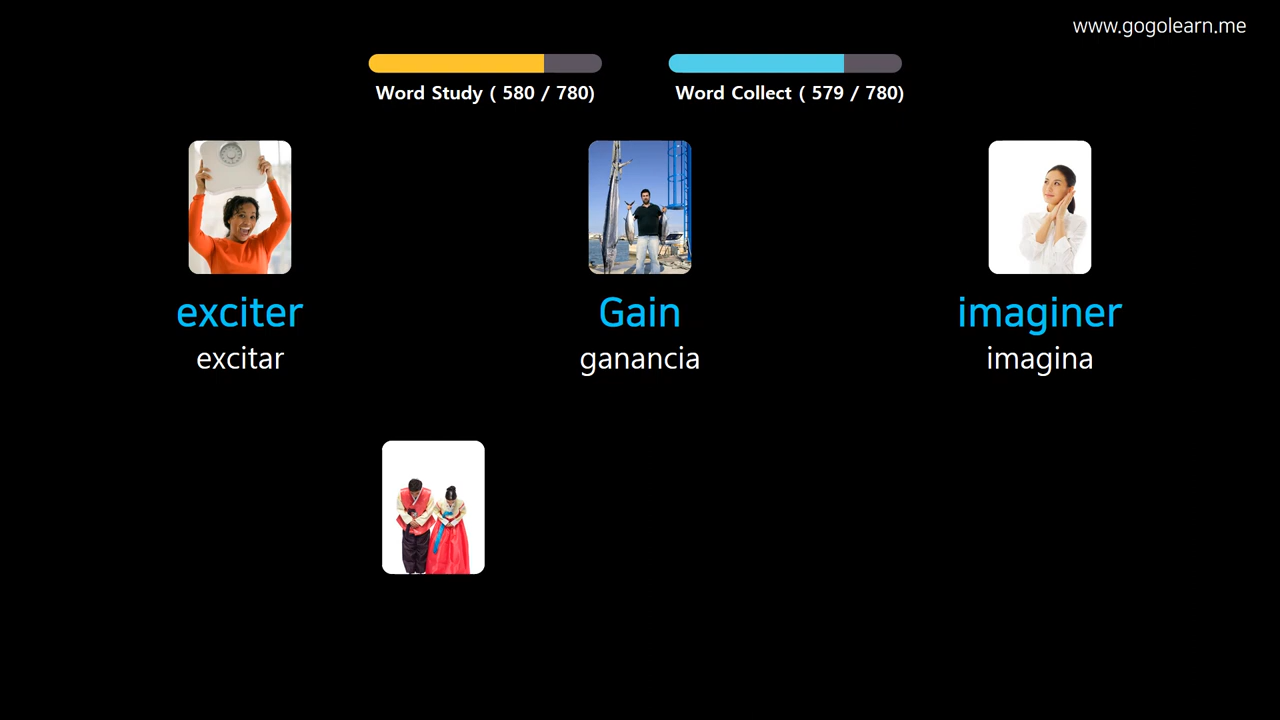 www.gogolearn.me
Word Study ( 580 / 780)
Word Collect ( 579 / 780)
exciter
Gain
imaginer
excitar
ganancia
imagina